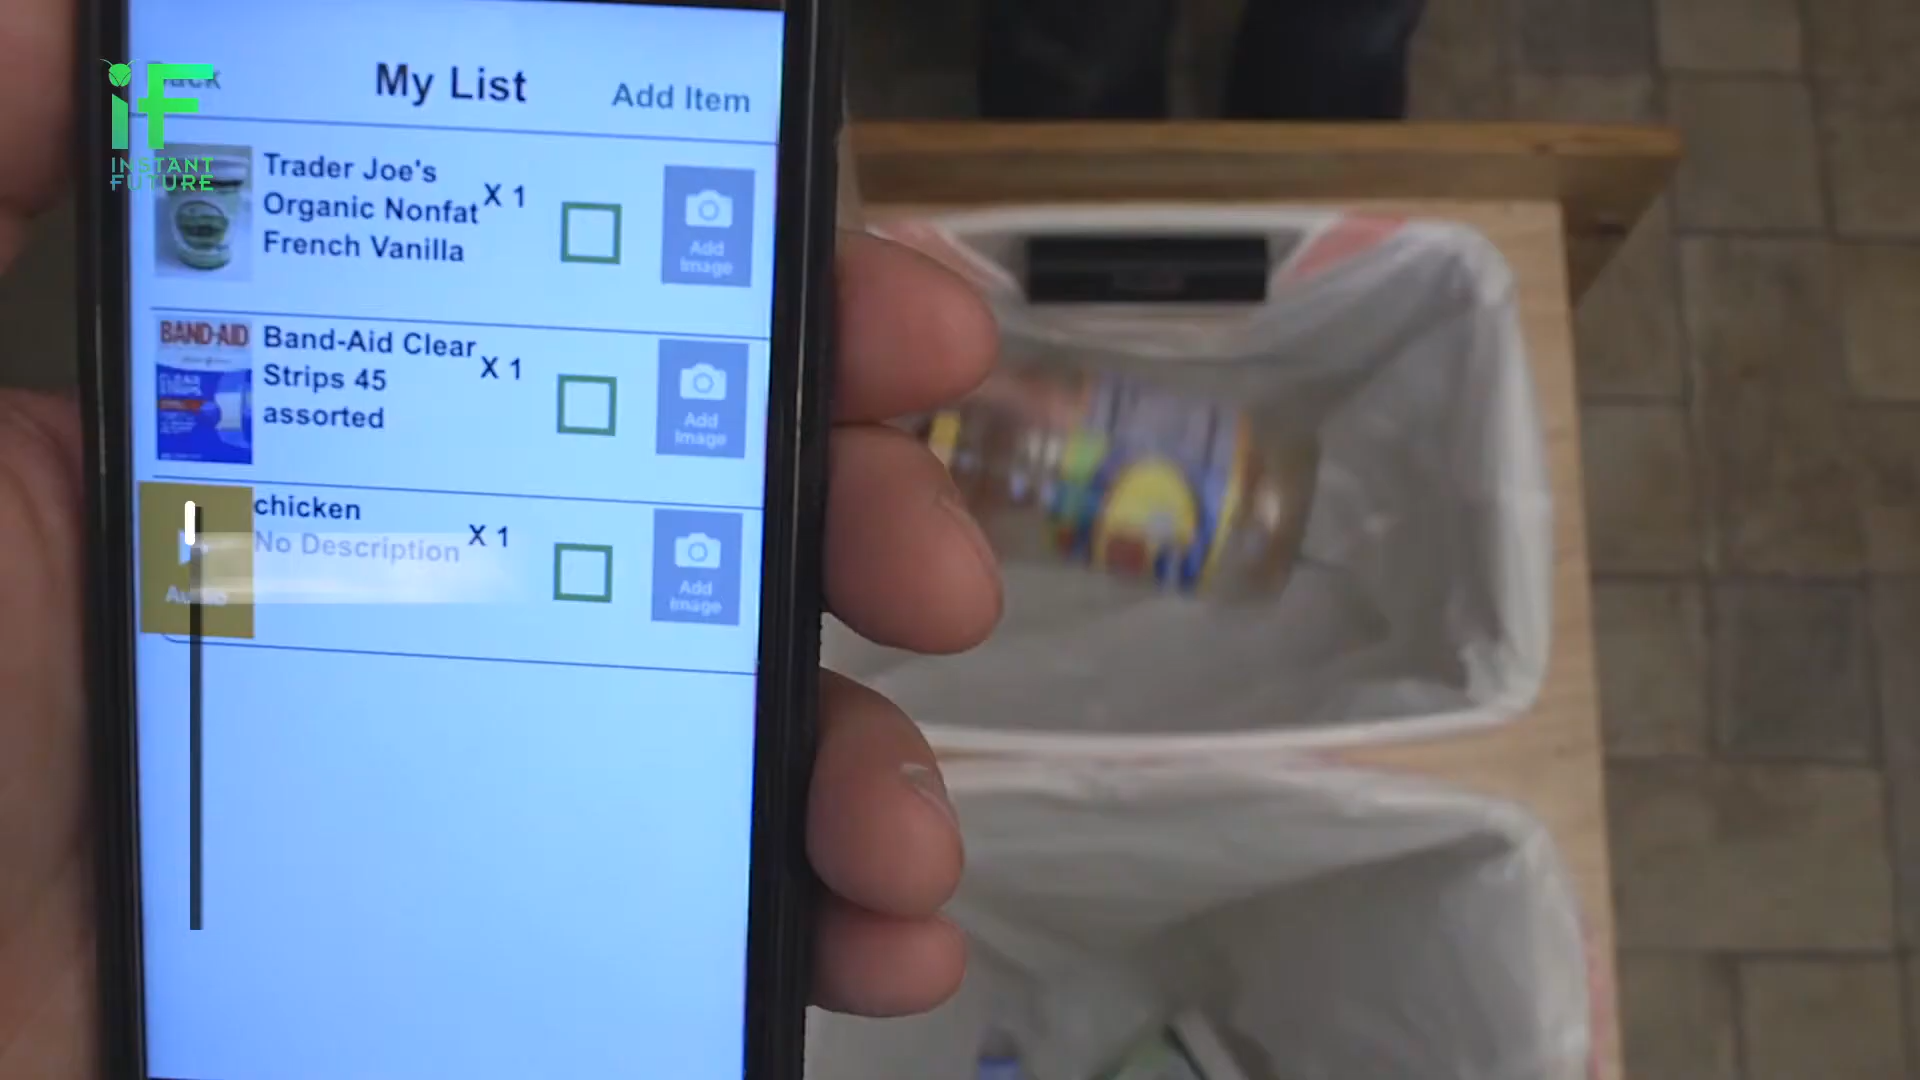 My List
Add Item
INSTANT
FUTURE
Trader Joe's
Organic Nonfat
French Vanilla
X 1
Add
Image
BAND-AID
Band-Aid Clear
Strips 45
assorted
X 1
Add
Image
chicken
No Description
X 1
Add
Image